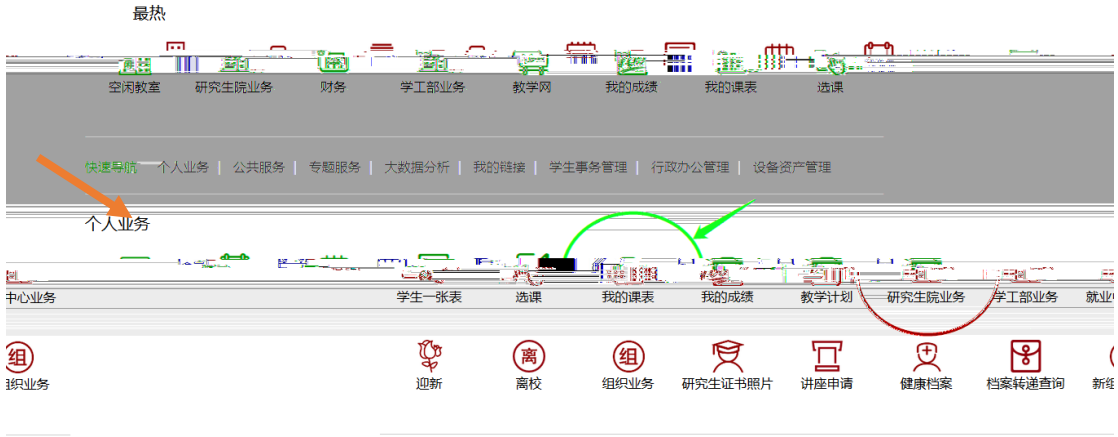 最热
空闲教室 研究生院业务 财务 学工部业务 教学网 我的成绩 我的课表 选课
快速导航 个人业务 | 公共服务 | 专题服务 | 大数据分析 | 我的链接 | 学生事务管理 | 行政办公管理 | 设备资产管理
个人业务
中心业务 学生一张表 选课 我的课表 我的成绩 教学计划 研究生院业务 学工部业务 就业
组 离 组
织业务 迎新 离校 组织业务 研究生证书照片 讲座申请 健康档案 档案转递查询 新组